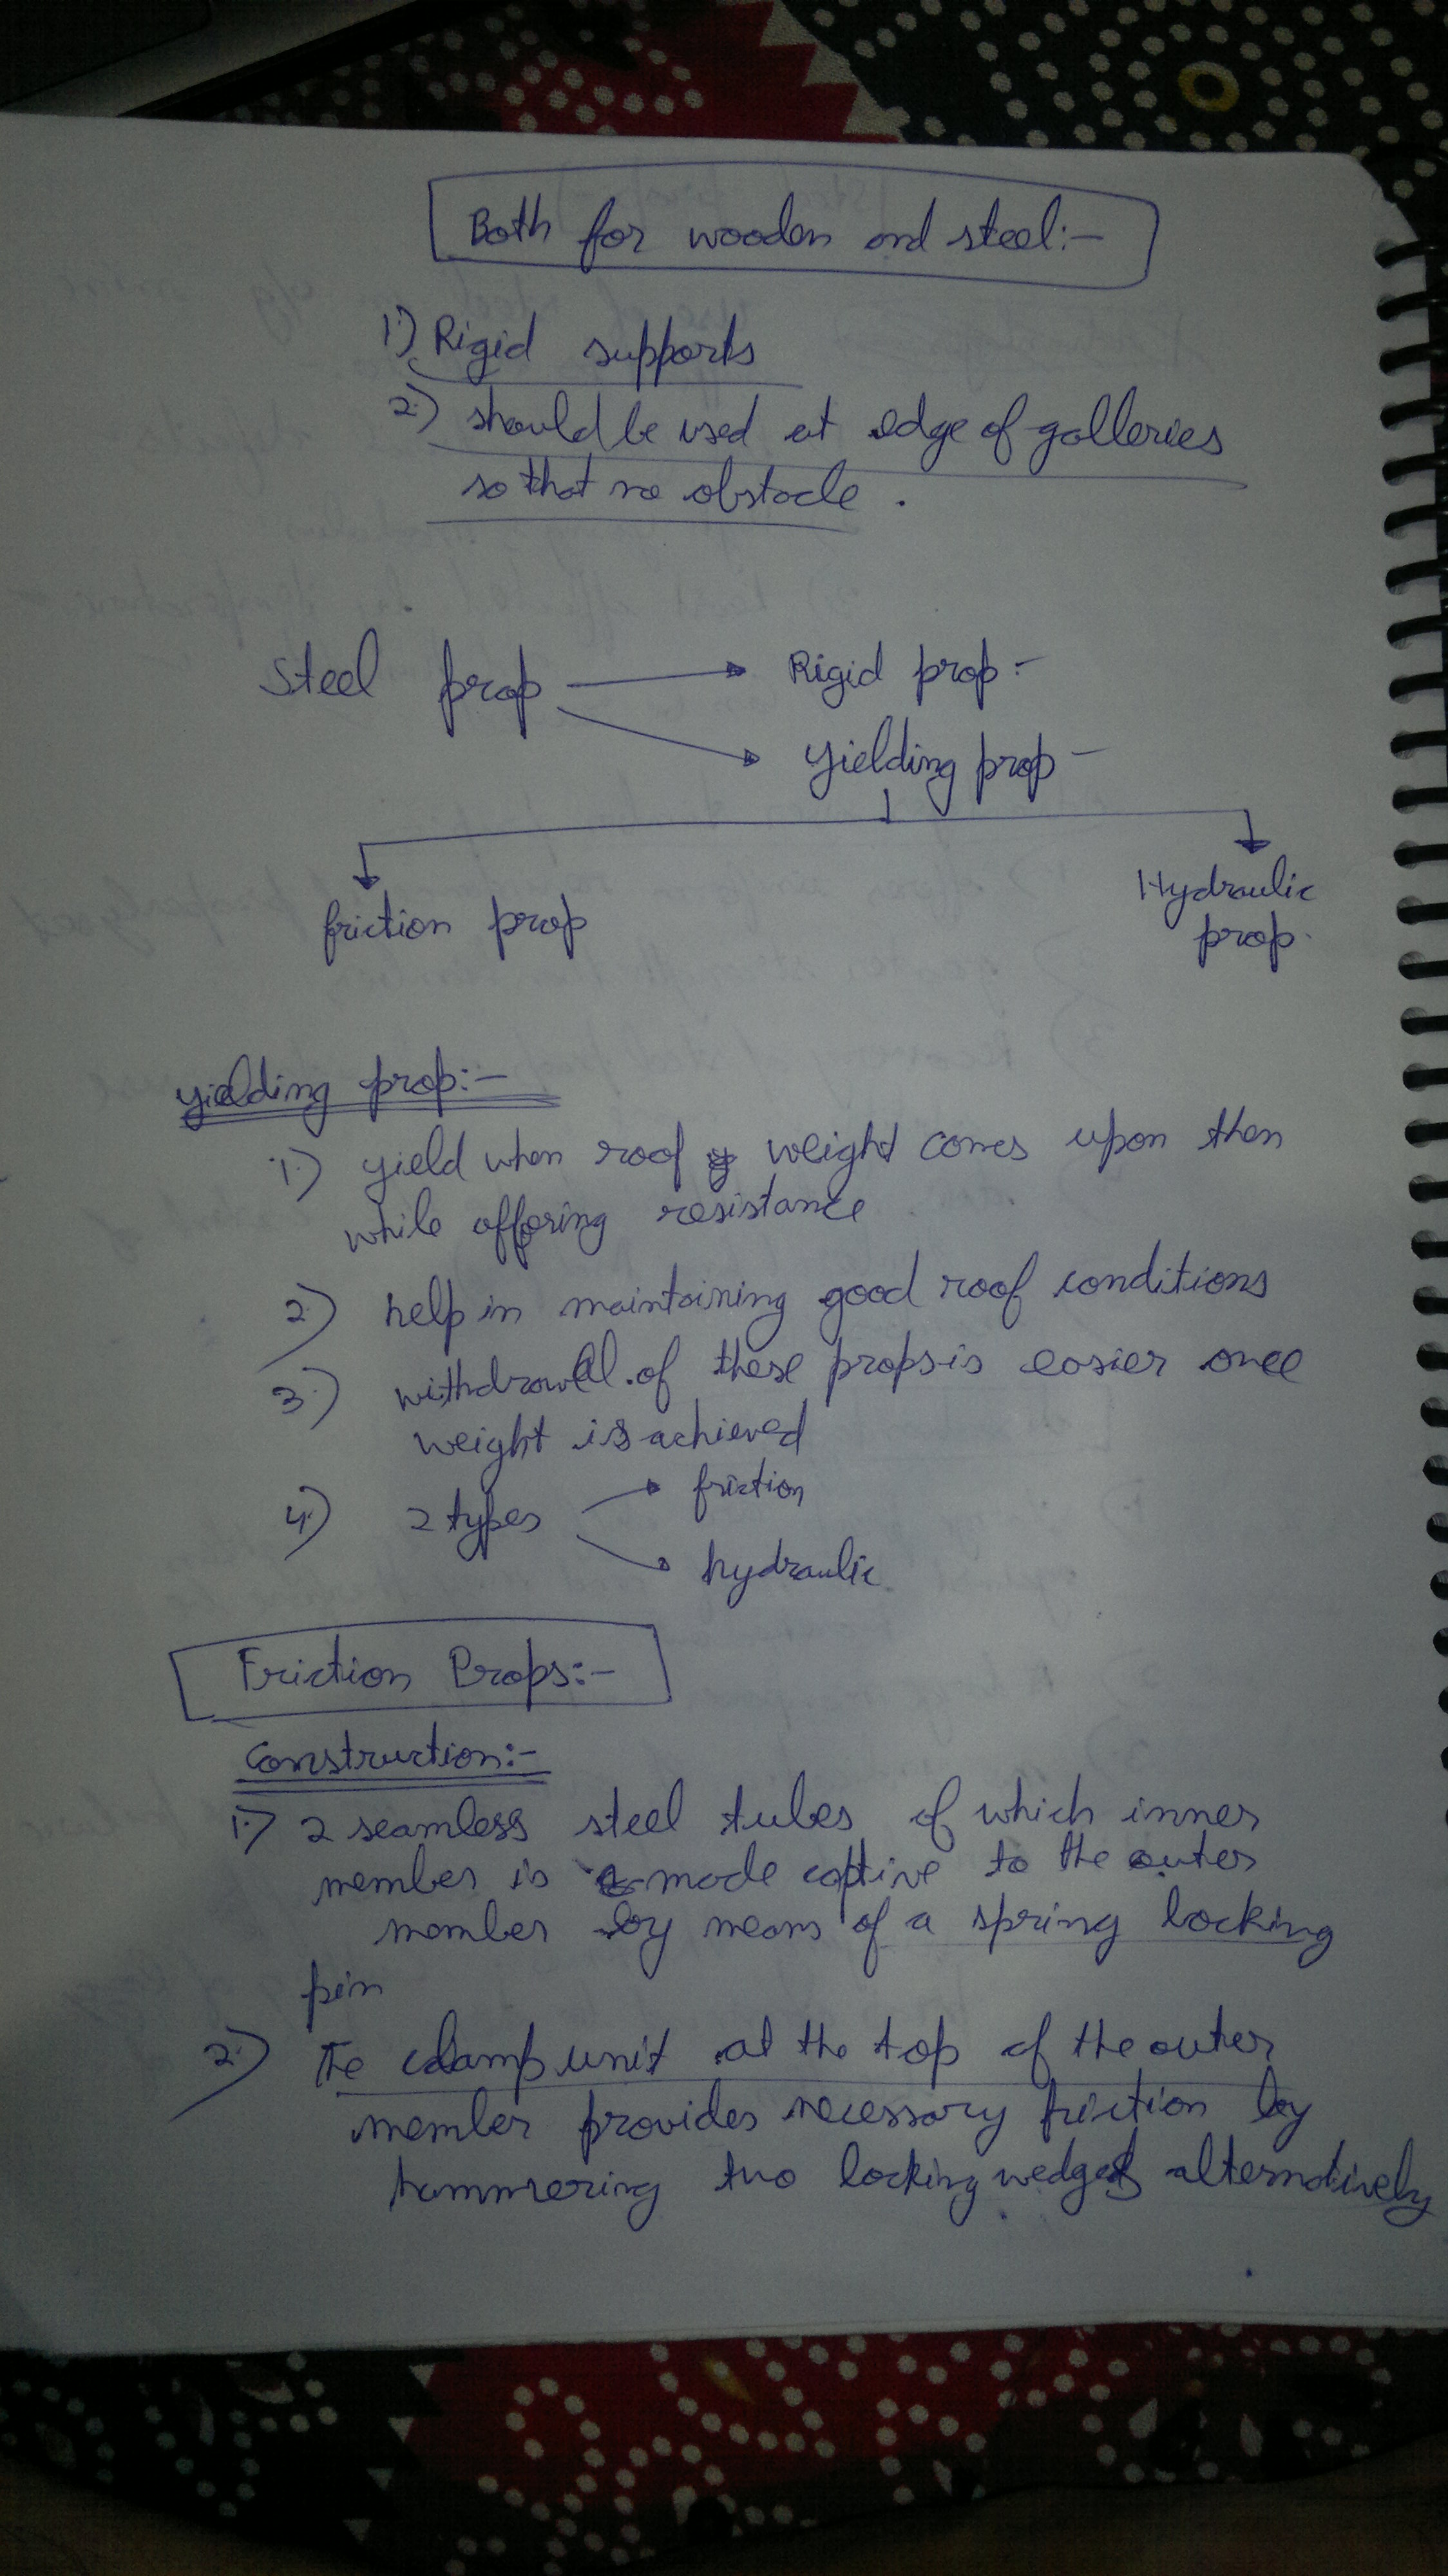 Both for wooden and steel:-
1.) Rigid supports
2.) should be used at edge of galleries
so that no obstacle.
Steel prop → Rigid prop:-
→ Yielding prop -
friction prop
Hydraulic
prop.
yielding prop:-
1.) yield when roof weight comes upon then
while offering resistance
2.) help in maintaining good roof conditions
3.) withdrawal of these props is easier once
weight is achieved
4.) 2 types → friction
→ hydraulic
Friction Props:-
Construction:-
1.) 2 seamless steel tubes of which inner
member is made captive to the outer
member by means of a spring locking
pin
2.) The clamp unit at the top of the outer
member provides necessary friction by
hammering two locking wedges alternatively